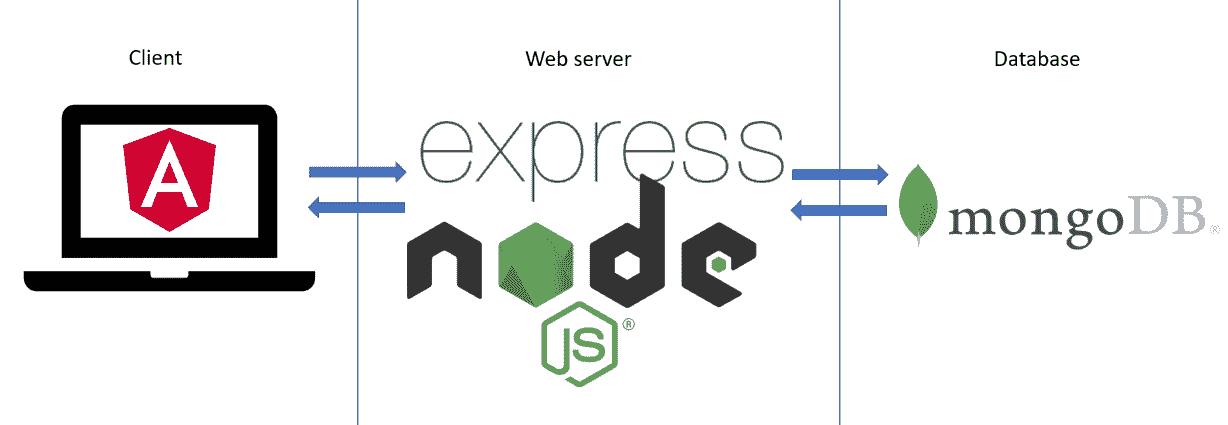 Client
Web server
Database
A
express
node
JS®
mongoDB®